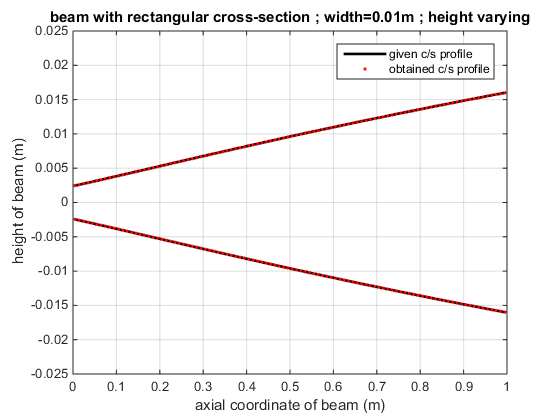 beam with rectangular cross-section ; width=0.01m ; height varying
0.025
0.02
0.015
0.01
0.005
0
-0.005
-0.01
-0.015
-0.02
-0.025
height of beam (m)
given c/s profile
obtained c/s profile
0 0.1 0.2 0.3 0.4 0.5 0.6 0.7 0.8 0.9 1
axial coordinate of beam (m)